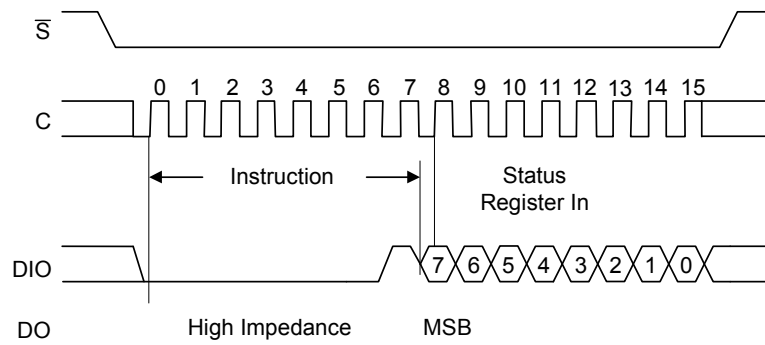 S̅
0 1 2 3 4 5 6 7 8 9 10 11 12 13 14 15
C
Instruction
Status
Register In
DIO
7 6 5 4 3 2 1 0
DO
High Impedance
MSB